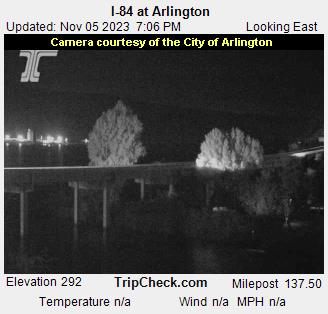 I-84 at Arlington
Updated: Nov 05 2023 7:06 PM Looking East
Camera courtesy of the City of Arlington
Elevation 292 TripCheck.com Milepost 137.50
Temperature n/a Wind n/a MPH n/a